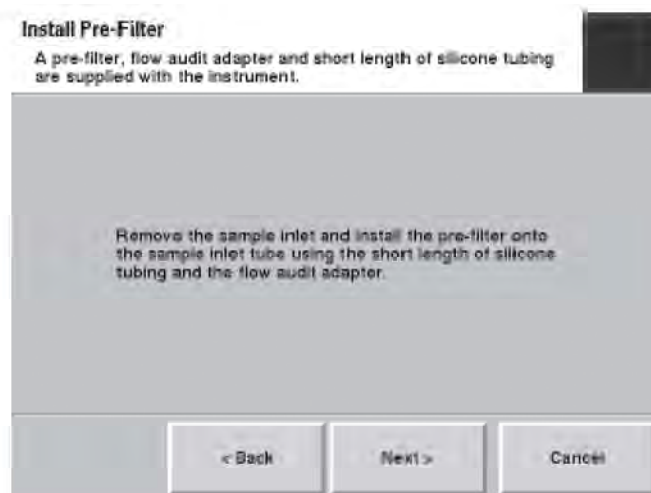 Install Pre-Filter
A pre-filter, flow audit adapter and short length of silicone tubing
are supplied with the instrument.
Remove the sample inlet and install the pre-filter onto
the sample inlet tube using the short length of silicone
tubing and the flow audit adapter.
< Back
Next >
Cancel